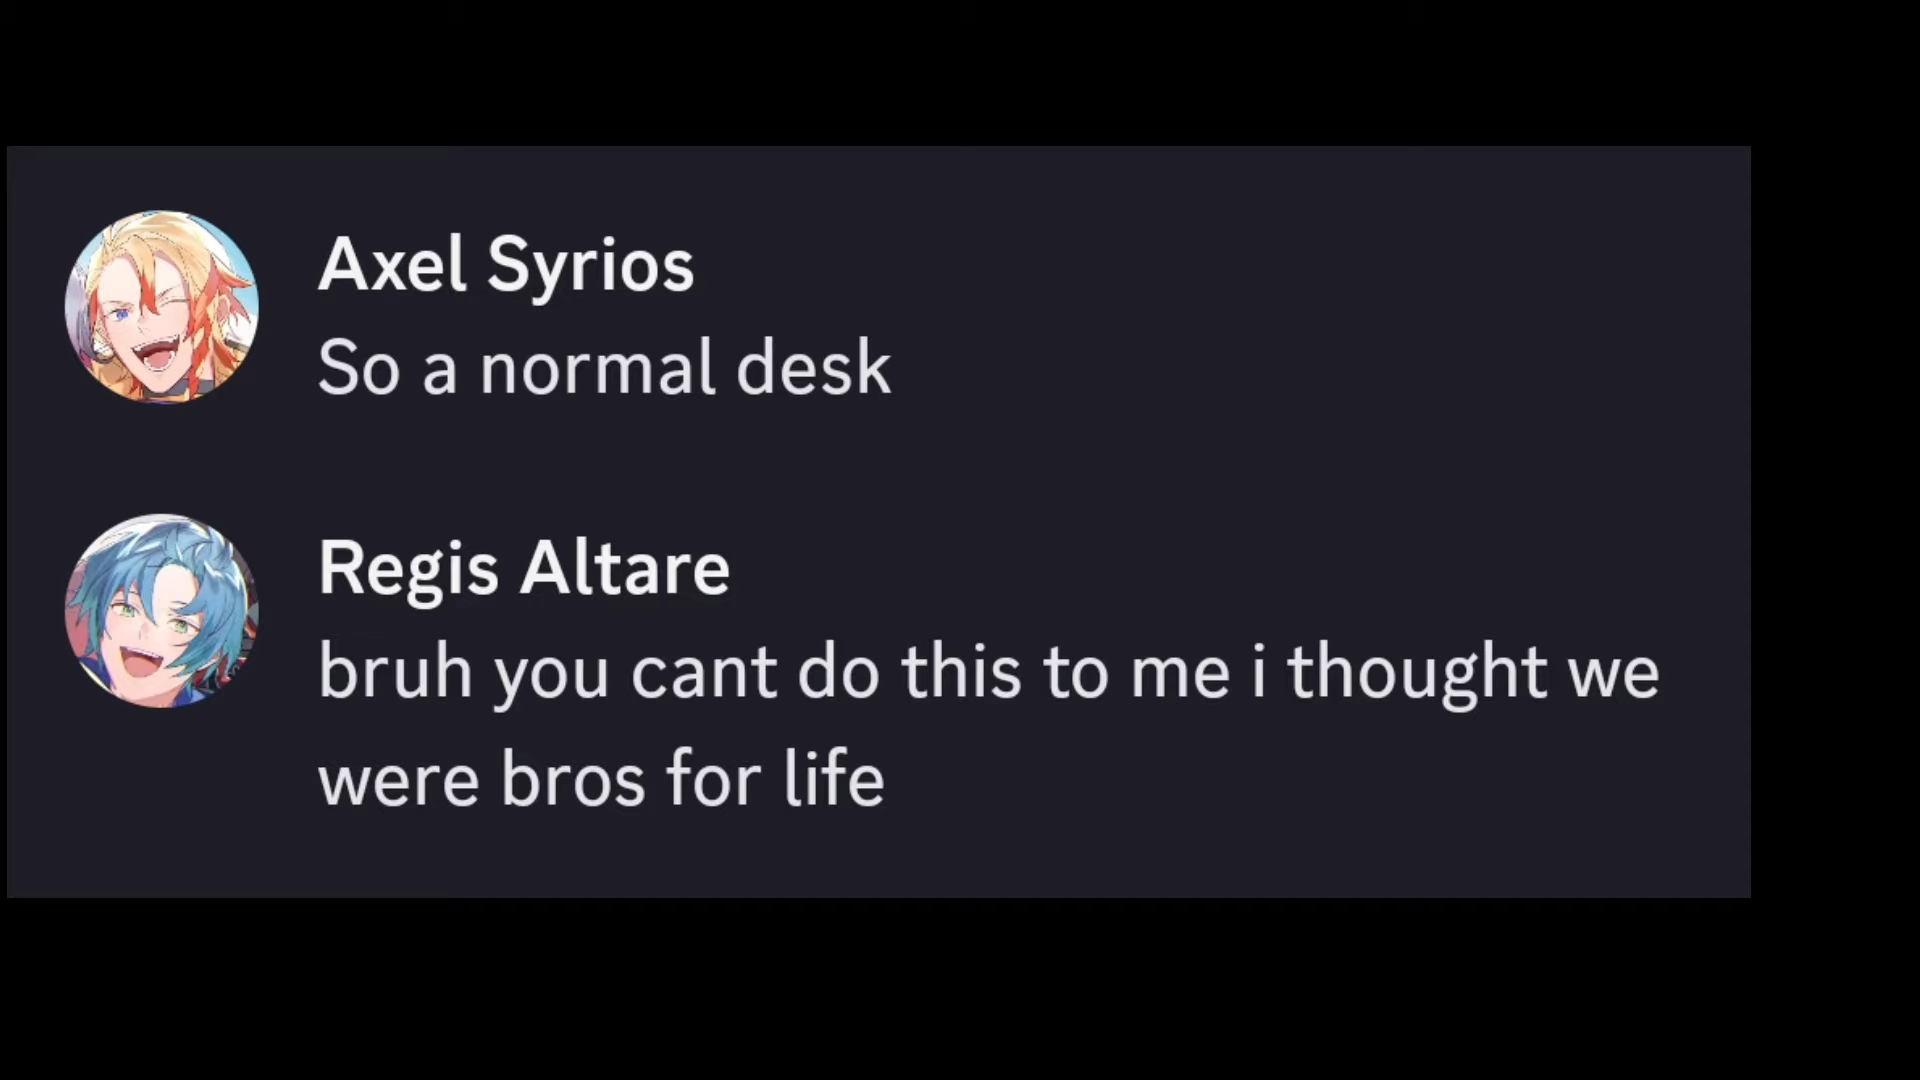 Axel Syrios
So a normal desk
Regis Altare
bruh you cant do this to me i thought we
were bros for life